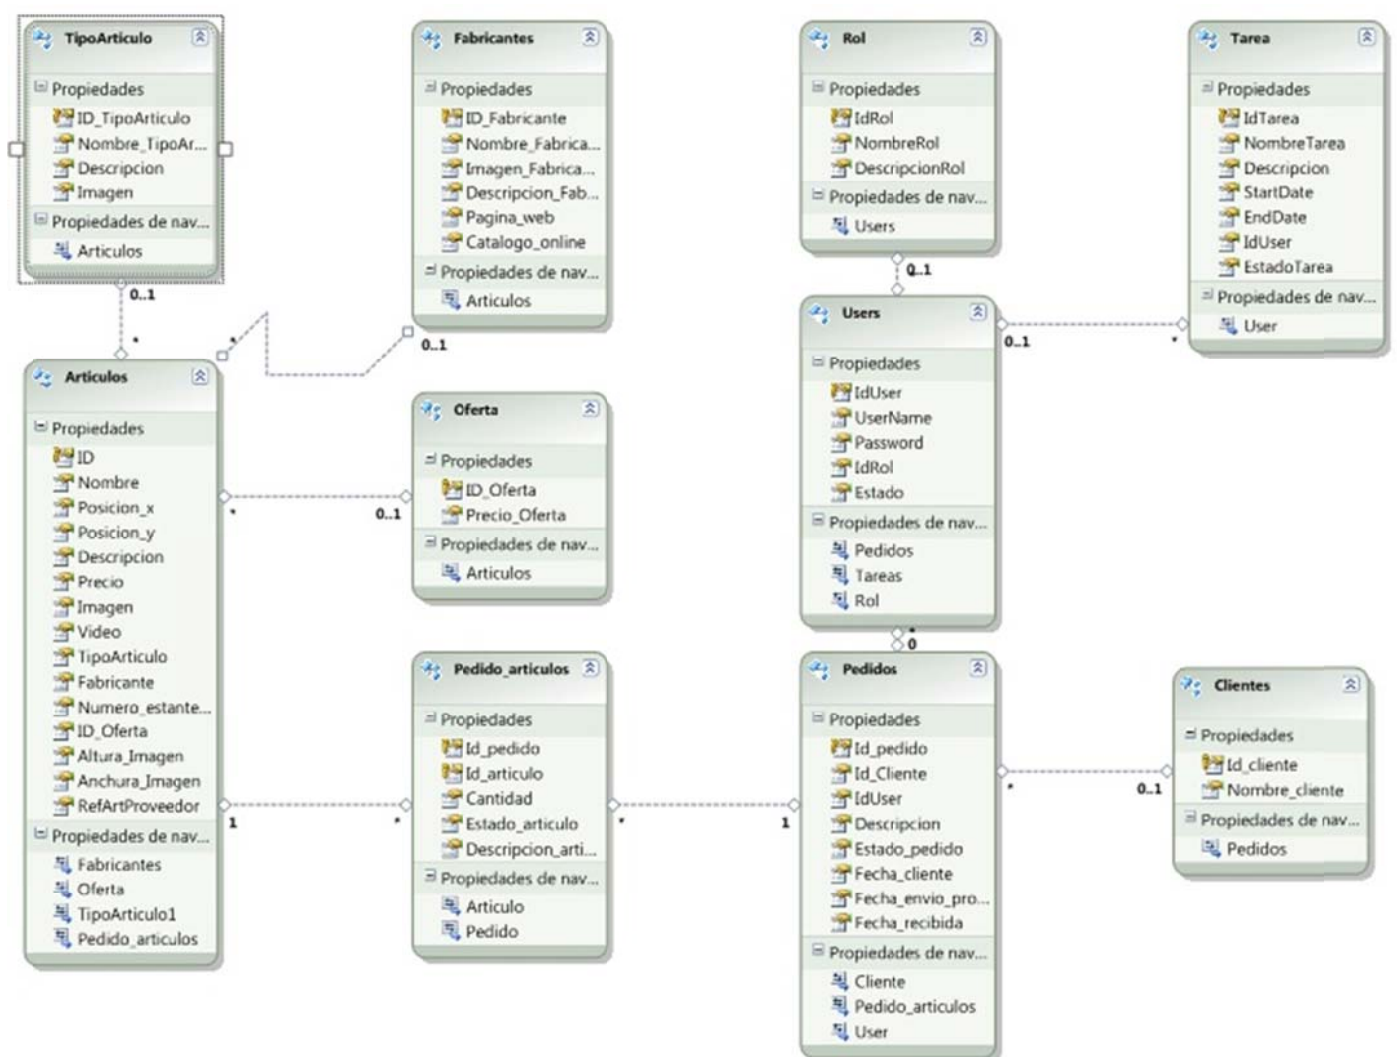 TipoArticulo
Propiedades
ID_TipoArticulo
Nombre_TipoAr...
Descripcion
Imagen
Propiedades de nav...
Articulos
0..1
*
Fabricantes
Propiedades
ID_Fabricante
Nombre_Fabrica...
Imagen_Fabrica...
Descripcion_Fab...
Pagina_web
Catalogo_online
Propiedades de nav...
Articulos
*
0..1
Rol
Propiedades
IdRol
NombreRol
DescripcionRol
Propiedades de nav...
Users
0..1
Tarea
Propiedades
IdTarea
NombreTarea
Descripcion
StartDate
EndDate
IdUser
EstadoTarea
Propiedades de nav...
User
0..1
*
Articulos
Propiedades
ID
Nombre
Posicion_x
Posicion_y
Descripcion
Precio
Imagen
Video
TipoArticulo
Fabricante
Numero_estante...
ID_Oferta
Altura_Imagen
Anchura_Imagen
RefArtProveedor
Propiedades de nav...
Fabricantes
Oferta
TipoArticulo1
Pedido_articulos
*
0..1
Oferta
Propiedades
ID_Oferta
Precio_Oferta
Propiedades de nav...
Articulos
Users
Propiedades
IdUser
UserName
Password
IdRol
Estado
Propiedades de nav...
Pedidos
Tareas
Rol
*
0
1
*
Pedido_articulos
Propiedades
Id_pedido
Id_articulo
Cantidad
Estado_articulo
Descripcion_arti...
Propiedades de nav...
Articulo
Pedido
*
1
Pedidos
Propiedades
Id_pedido
Id_Cliente
IdUser
Descripcion
Estado_pedido
Fecha_cliente
Fecha_envio_pro...
Fecha_recibida
Propiedades de nav...
Cliente
Pedido_articulos
User
*
0..1
Clientes
Propiedades
Id_cliente
Nombre_cliente
Propiedades de nav...
Pedidos